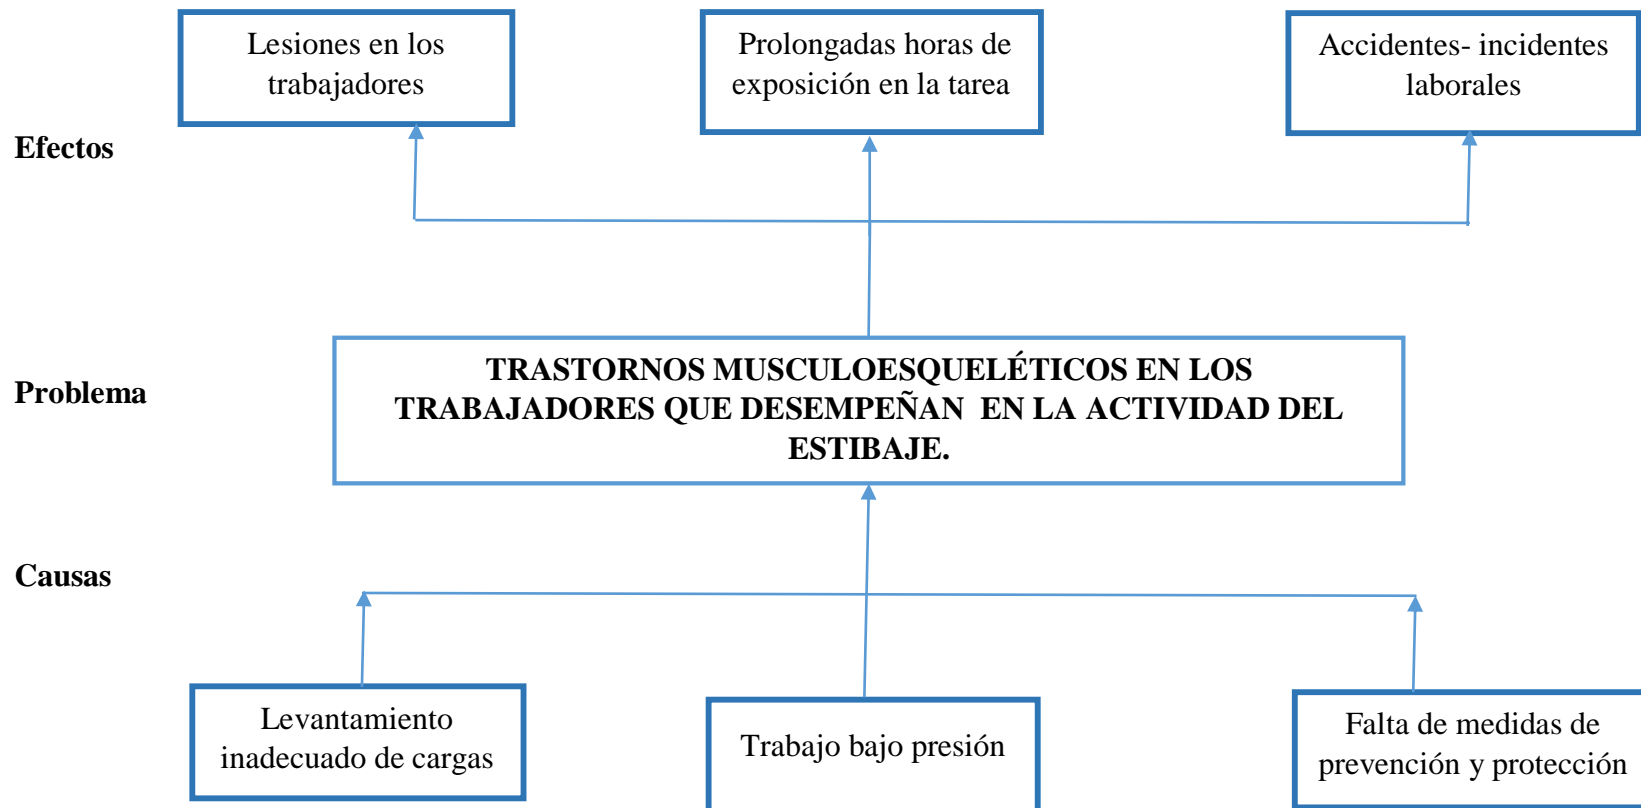 Lesiones en los
trabajadores
Prolongadas horas de
exposición en la tarea
Accidentes- incidentes
laborales
Efectos
Problema
TRASTORNOS MUSCULOESQUELÉTICOS EN LOS
TRABAJADORES QUE DESEMPEÑAN  EN LA ACTIVIDAD DEL
ESTIBAJE.
Causas
Levantamiento
inadecuado de cargas
Trabajo bajo presión
Falta de medidas de
prevención y protección